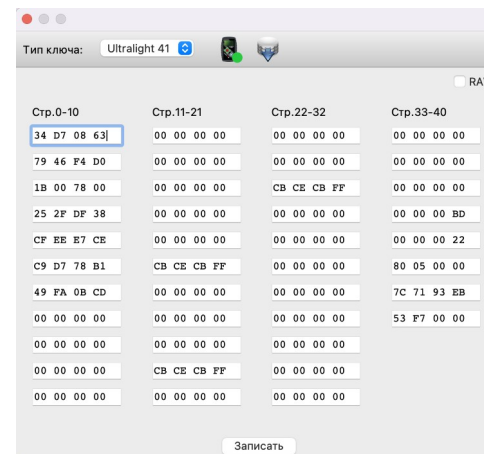 Тип ключа: Ultralight 41
RA
Стр.0-10 Стр.11-21 Стр.22-32 Стр.33-40
34 D7 08 63 00 00 00 00 00 00 00 00 00 00 00 00
79 46 F4 D0 00 00 00 00 00 00 00 00 00 00 00 00
1B 00 78 00 00 00 00 00 CB CE CB FF 00 00 00 00
25 2F DF 38 00 00 00 00 00 00 00 00 00 00 00 BD
CF EE E7 CE 00 00 00 00 00 00 00 00 00 00 00 22
C9 D7 78 B1 CB CE CB FF 00 00 00 00 80 05 00 00
49 FA 0B CD 00 00 00 00 00 00 00 00 7C 71 93 EB
00 00 00 00 00 00 00 00 00 00 00 00 53 F7 00 00
00 00 00 00 00 00 00 00 00 00 00 00
00 00 00 00 CB CE CB FF 00 00 00 00
00 00 00 00 00 00 00 00 00 00 00 00
Записать